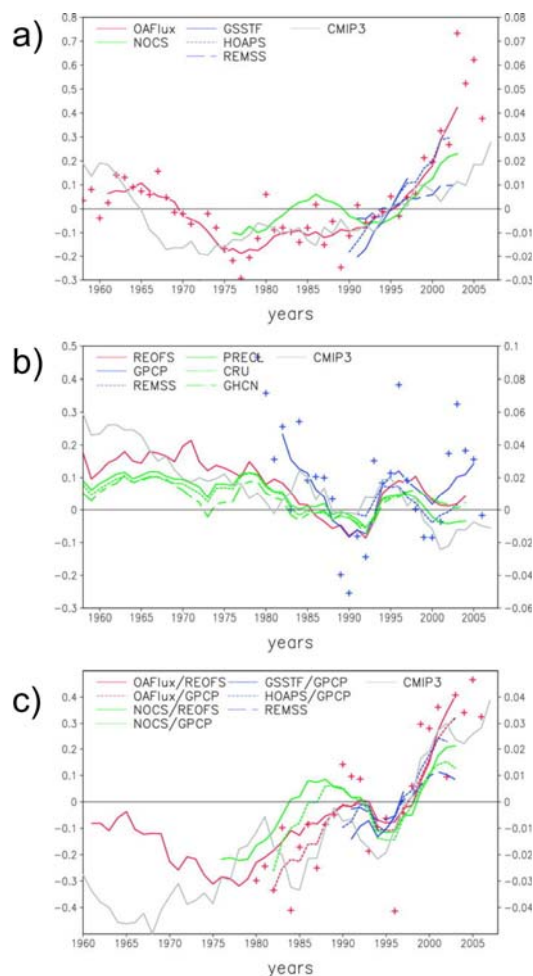 a)
OAFlux GSSTF CMIP3
NOCS HOAPS
REMSS
0.8 0.08
0.7 0.07
0.6 0.06
0.5 0.05
0.4 0.04
0.3 0.03
0.2 0.02
0.1 0.01
0 0
-0.1 -0.01
-0.2 -0.02
-0.3 -0.03
1960 1965 1970 1975 1980 1985 1990 1995 2000 2005
years
b)
REOFS PRECL CMIP3
GPCP CRU
REMSS GHCN
0.5 0.1
0.4 0.08
0.3 0.06
0.2 0.04
0.1 0.02
0 0
-0.1 -0.02
-0.2 -0.04
-0.3 -0.06
1960 1965 1970 1975 1980 1985 1990 1995 2000 2005
years
c)
OAFlux/REOFS GSSTF/GPCP CMIP3
OAFlux/GPCP HOAPS/GPCP
NOCS/REOFS REMSS
NOCS/GPCP
0.4 0.04
0.3 0.03
0.2 0.02
0.1 0.01
0 0
-0.1 -0.01
-0.2 -0.02
-0.3 -0.03
-0.4 -0.04
1960 1965 1970 1975 1980 1985 1990 1995 2000 2005
years